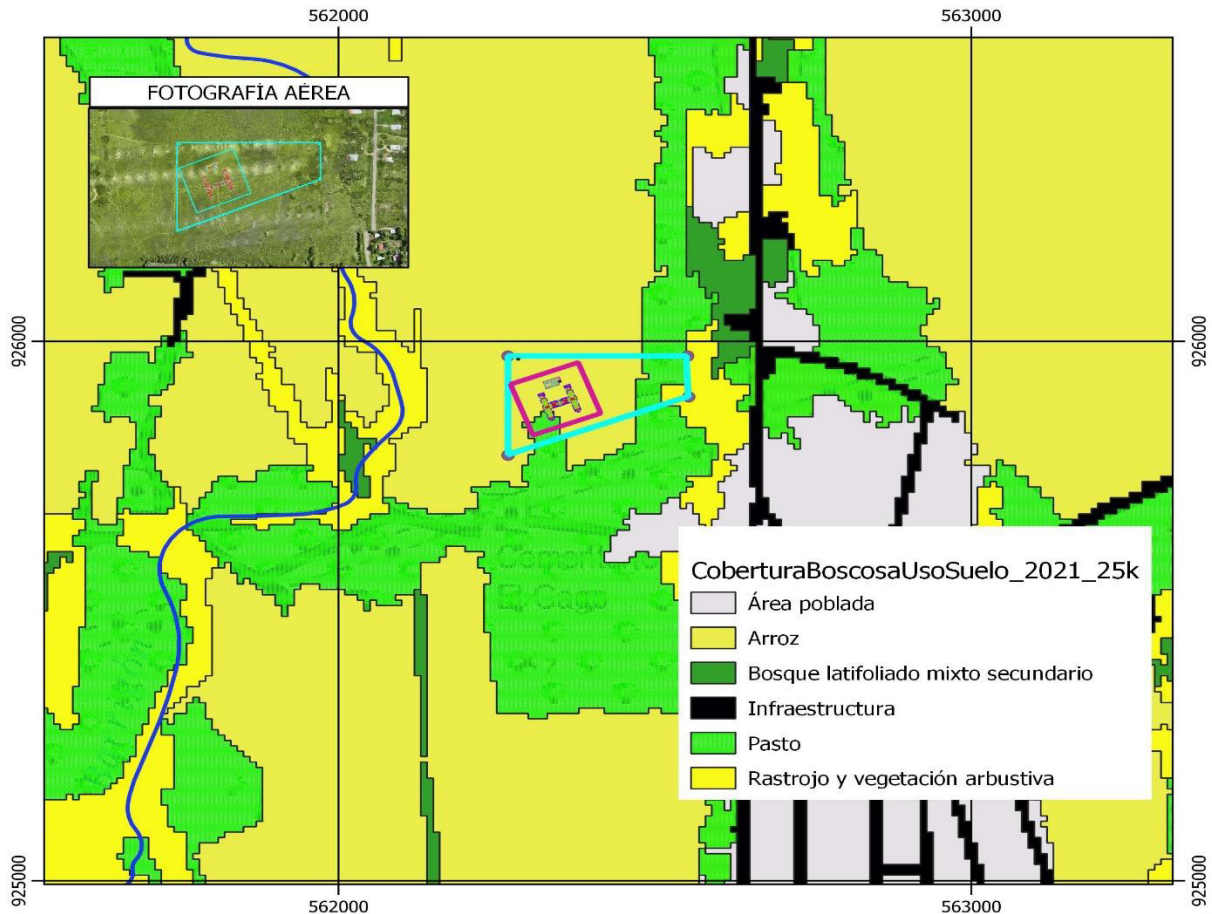 562000
563000
FOTOGRAFÍA AÉREA
926000
926000
CoberturaBoscosaUsoSuelo_2021_25k
Área poblada
Arroz
Bosque latifoliado mixto secundario
Infraestructura
Pasto
Rastrojo y vegetación arbustiva
925000
925000
562000
563000